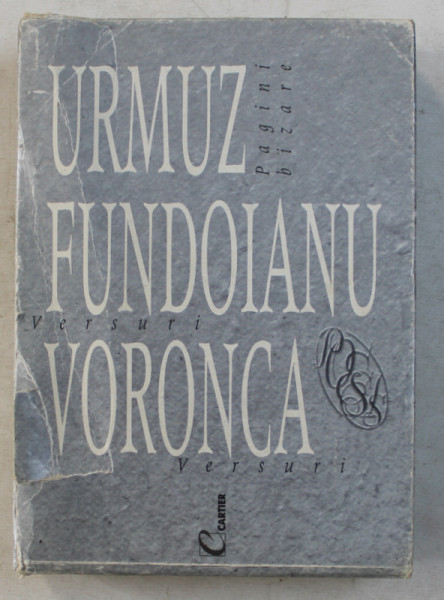 URMUZ
Pagini
bizare
FUNDOIANU
Versuri
VORONCA
Versuri
CARTIER